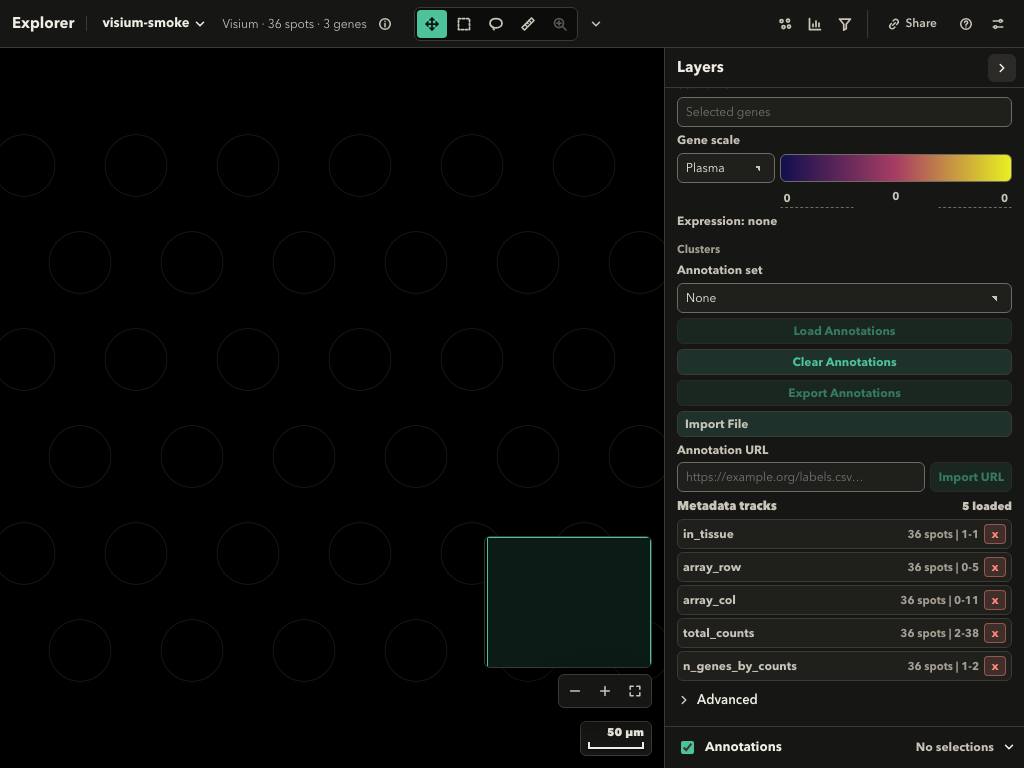 Explorer
visium-smoke
Visium · 36 spots · 3 genes
Share
Layers
Selected genes
Gene scale
Plasma
0
0
0
Expression: none
Clusters
Annotation set
None
Load Annotations
Clear Annotations
Export Annotations
Import File
Annotation URL
https://example.org/labels.csv…
Import URL
Metadata tracks
5 loaded
in_tissue
36 spots | 1-1
x
array_row
36 spots | 0-5
x
array_col
36 spots | 0-11
x
total_counts
36 spots | 2-38
x
n_genes_by_counts
36 spots | 1-2
x
Advanced
50 µm
Annotations
No selections